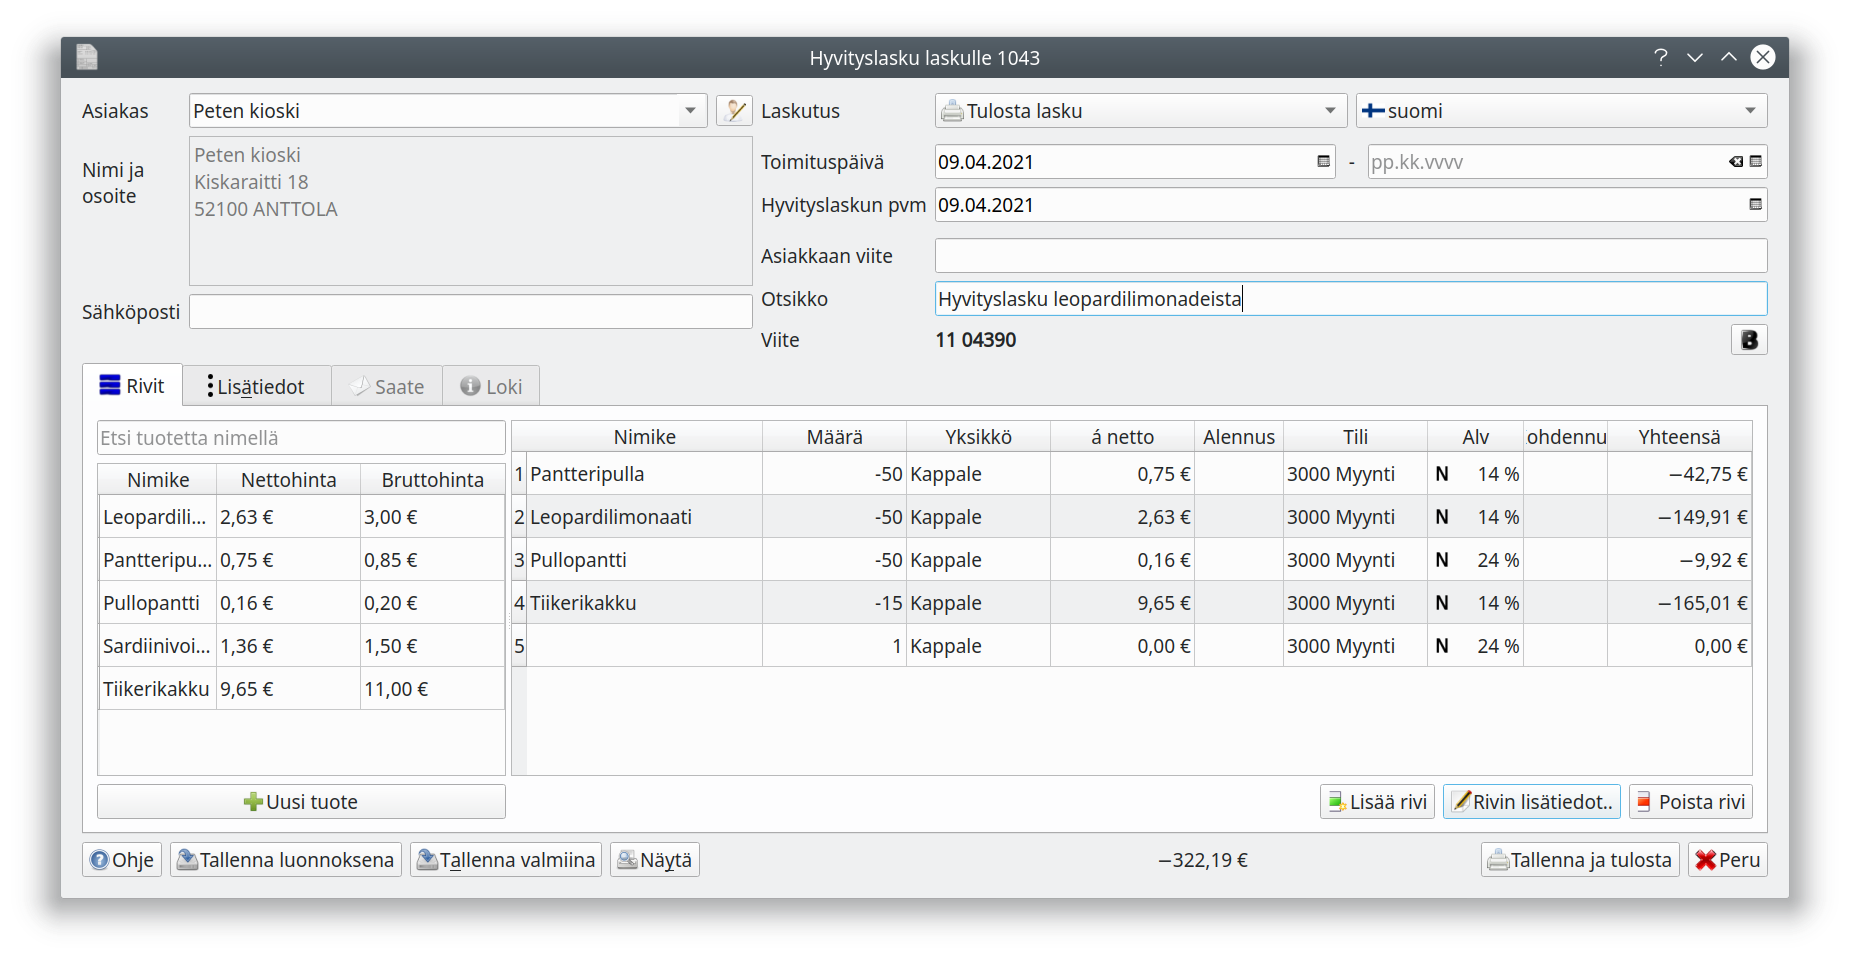 Hyvityslasku laskulle 1043
Asiakas Peten kioski Laskutus Tulosta lasku suomi
Nimi ja osoite
Peten kioski
Kiskaraitti 18
52100 ANTTOLA
Toimituspäivä 09.04.2021 - pp.kk.vvvv
Hyvityslaskun pvm 09.04.2021
Asiakkaan viite
Sähköposti
Otsikko Hyvityslasku leopardilimonadeista
Viite 11 04390 B
Rivit Lisätiedot Saate Loki
Etsi tuotetta nimellä
Nimike Nettohinta Bruttohinta
Leopardili... 2,63 € 3,00 €
Pantteripu... 0,75 € 0,85 €
Pullopantti 0,16 € 0,20 €
Sardiinivoi... 1,36 € 1,50 €
Tiikerikakku 9,65 € 11,00 €
Uusi tuote
Nimike Määrä Yksikkö á netto Alennus Tili Alv ohdennu Yhteensä
1 Pantteripulla -50 Kappale 0,75 € 3000 Myynti N 14 % −42,75 €
2 Leopardilimonaati -50 Kappale 2,63 € 3000 Myynti N 14 % −149,91 €
3 Pullopantti -50 Kappale 0,16 € 3000 Myynti N 24 % −9,92 €
4 Tiikerikakku -15 Kappale 9,65 € 3000 Myynti N 14 % −165,01 €
5 1 Kappale 0,00 € 3000 Myynti N 24 % 0,00 €
Lisää rivi Rivin lisätiedot.. Poista rivi
Ohje Tallenna luonnoksena Tallenna valmiina Näytä −322,19 € Tallenna ja tulosta Peru